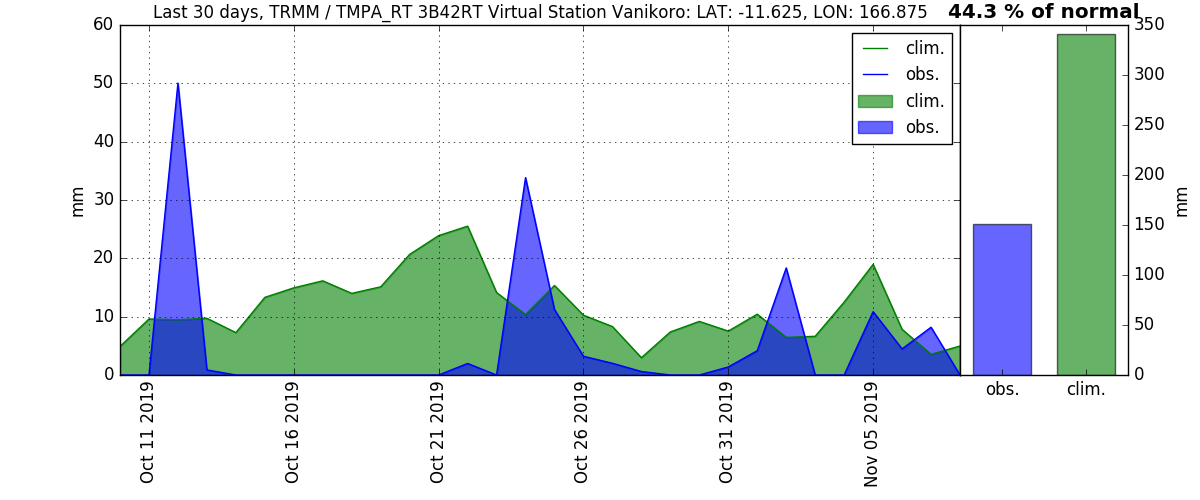 Last 30 days, TRMM / TMPA_RT 3B42RT Virtual Station Vanikoro: LAT: -11.625, LON: 166.875
44.3 % of normal
60
50
40
30
20
10
0
mm
clim.
obs.
clim.
obs.
Oct 11 2019
Oct 16 2019
Oct 21 2019
Oct 26 2019
Oct 31 2019
Nov 05 2019
350
300
250
200
150
100
50
0
mm
obs.
clim.